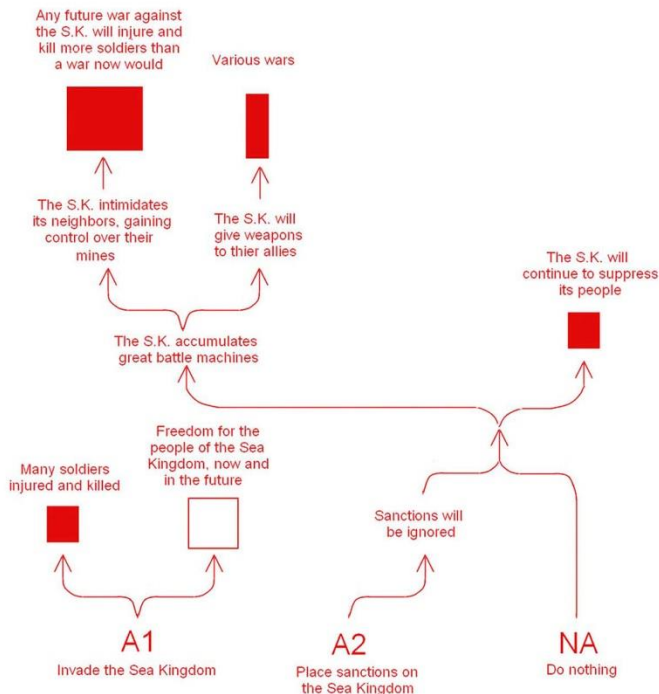 Any future war against
the S.K. will injure and
kill more soldiers than
a war now would
Various wars
The S.K. intimidates
its neighbors, gaining
control over their
mines
The S.K. will
give weapons
to thier allies
The S.K. will
continue to suppress
its people
The S.K. accumulates
great battle machines
Many soldiers
injured and killed
Freedom for the
people of the Sea
Kingdom, now and
in the future
Sanctions will
be ignored
A1
Invade the Sea Kingdom
A2
Place sanctions on
the Sea Kingdom
NA
Do nothing